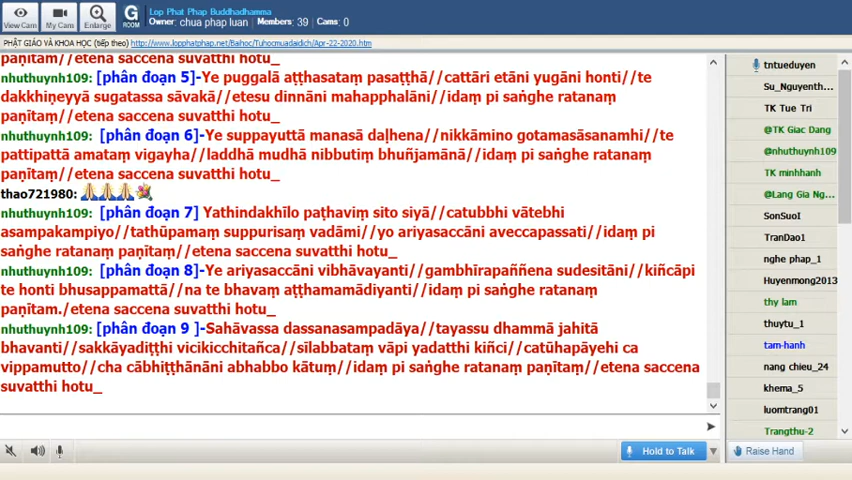 Lop Phat Phap Buddhadhamma
Owner: chua phap luan Members: 39 Cams: 0
View Cam
My Cam
Enlarge
G
ROOM
PHẬT GIÁO VÀ KHOA HỌC (tiếp theo) http://www.lopphatphap.net/Baihoc/Tuhocmuadaidich/Apr-22-2020.htm
paṇītaṃ//etena saccena suvatthi hotu_
nhuthuynh109: [phân đoạn 5]-Ye puggalā aṭṭhasataṃ pasaṭṭhā//cattāri etāni yugāni honti//te
dakkhiṇeyyā sugatassa sāvakā//etesu dinnāni mahapphalāni//idaṃ pi saṅghe ratanaṃ
paṇītaṃ//etena saccena suvatthi hotu_
nhuthuynh109: [phân đoạn 6]-Ye suppayuttā manasā daḷhena//nikkāmino gotamasāsanamhi//te
pattipattā amataṃ vigayha//laddhā mudhā nibbutiṃ bhuñjamānā//idaṃ pi saṅghe ratanaṃ
paṇītaṃ//etena saccena suvatthi hotu_
thao721980: 🙏🙏🙏💐
nhuthuynh109: [phân đoạn 7] Yathindakhīlo paṭhaviṃ sito siyā//catubbhi vātebhi
asampakampiyo//tathūpamaṃ suppurisaṃ vadāmi//yo ariyasaccāni aveccapassati//idaṃ pi
saṅghe ratanaṃ paṇītaṃ//etena saccena suvatthi hotu_
nhuthuynh109: [phân đoạn 8]-Ye ariyasaccāni vibhāvayanti//gambhīrapaññena sudesitāni//kiñcāpi
te honti bhusappamattā//na te bhavaṃ aṭṭhamamādiyanti//idaṃ pi saṅghe ratanaṃ
paṇītam./etena saccena suvatthi hotu_
nhuthuynh109: [phân đoạn 9 ]-Sahāvassa dassanasampadāya//tayassu dhammā jahitā
bhavanti//sakkāyadiṭṭhi vicikicchitañca//sīlabbataṃ vāpi yadatthi kiñci//catūhapāyehi ca
vippamutto//cha cābhiṭṭhānāni abhabbo kātuṃ//idaṃ pi saṅghe ratanaṃ paṇītaṃ//etena saccena
suvatthi hotu_
tntueduyen
Su_Nguyenth...
TK Tue Tri
@TK Giac Dang
@nhuthuynh109
TK minhhanh
@Lang Gia Ng...
SonSuoI
TranDao1
nghe phap_1
Huyenmong2013
thy lam
thuytu_1
tam-hanh
nang chieu_24
khema_5
luomtrang01
Trangthu-2
Hold to Talk
Raise Hand